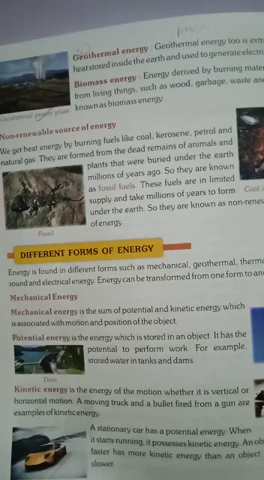 Geothermal energy : Geothermal energy too is
heat stored inside the earth and used to generate
Biomass energy : Energy derived by burning
from living things, such as wood, garbage, waste
known as biomass energy.
Geothermal power plant
Non-renewable source of energy
We get heat energy by burning fuels like coal, kerosene, petrol and
natural gas. They are formed from the dead remains of animals and
plants that were buried under the earth
millions of years ago. So they are known
as fossil fuels. These fuels are in limited
supply and take millions of years to form
under the earth. So they are known as
of energy.
Coal
Fossil
DIFFERENT FORMS OF ENERGY
Energy is found in different forms such as mechanical, geothermal,
sound and electrical energy. Energy can be transformed from one form to
Mechanical Energy
Mechanical energy is the sum of potential and kinetic energy which
is associated with motion and position of the object.
Potential energy is the energy which is stored in an object. It has the
potential to perform work. For example,
stored water in tanks and dams.
Dam
Kinetic energy is the energy of the motion whether it is vertical or
horizontal motion. A moving truck and a bullet fired from a gun are
examples of kinetic energy.
A stationary car has a potential energy. When
it starts running, it possesses kinetic energy. An
faster has more kinetic energy than an object
slower.